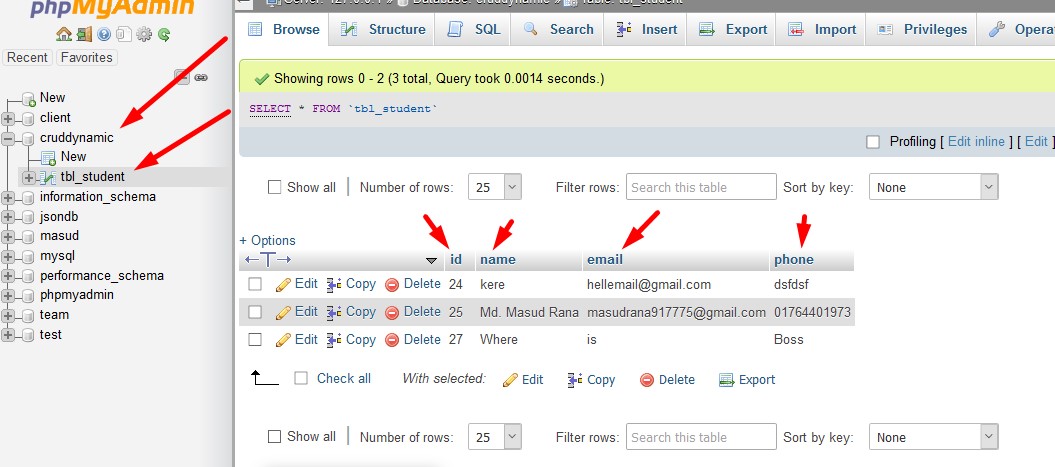 phpMyAdmin
Server: 127.0.0.1 » Database: cruddynamic » Table: tbl_student
Recent Favorites
Browse Structure SQL Search Insert Export Import Privileges Opera
Showing rows 0 - 2 (3 total, Query took 0.0014 seconds.)
SELECT * FROM `tbl_student`
Profiling [ Edit inline ] [ Edit ]
New
client
cruddynamic
New
tbl_student
information_schema
jsondb
masud
mysql
performance_schema
phpmyadmin
team
test
Show all Number of rows: 25 Filter rows: Search this table Sort by key: None
+ Options
id name email phone
Edit Copy Delete 24 kere hellemail@gmail.com dsfdsf
Edit Copy Delete 25 Md. Masud Rana masudrana917775@gmail.com 01764401973
Edit Copy Delete 27 Where is Boss
Check all With selected: Edit Copy Delete Export
Show all Number of rows: 25 Filter rows: Search this table Sort by key: None